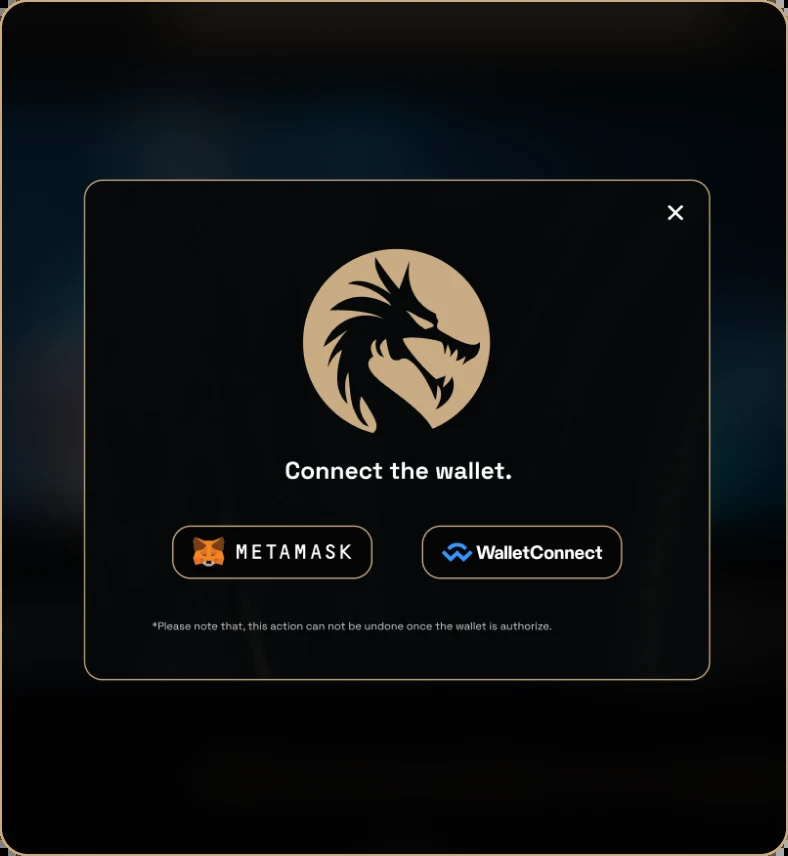 Connect the wallet.
METAMASK
WalletConnect
*Please note that, this action can not be undone once the wallet is authorize.